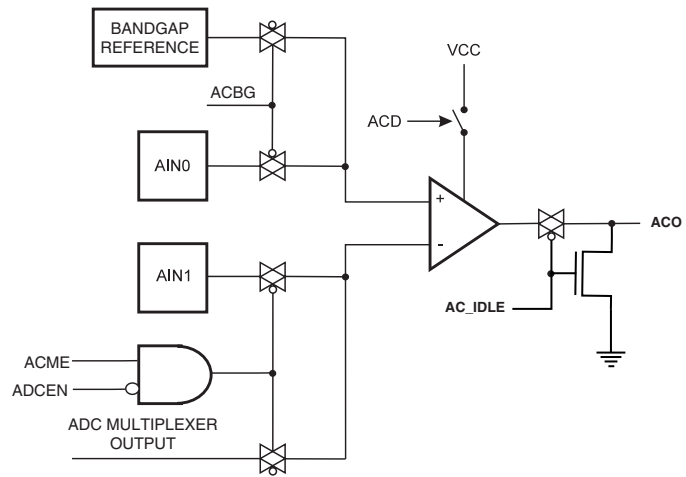 BANDGAP
REFERENCE
VCC
ACBG
ACD
AIN0
+
-
ACO
AIN1
AC_IDLE
ACME
ADCEN
ADC MULTIPLEXER
OUTPUT